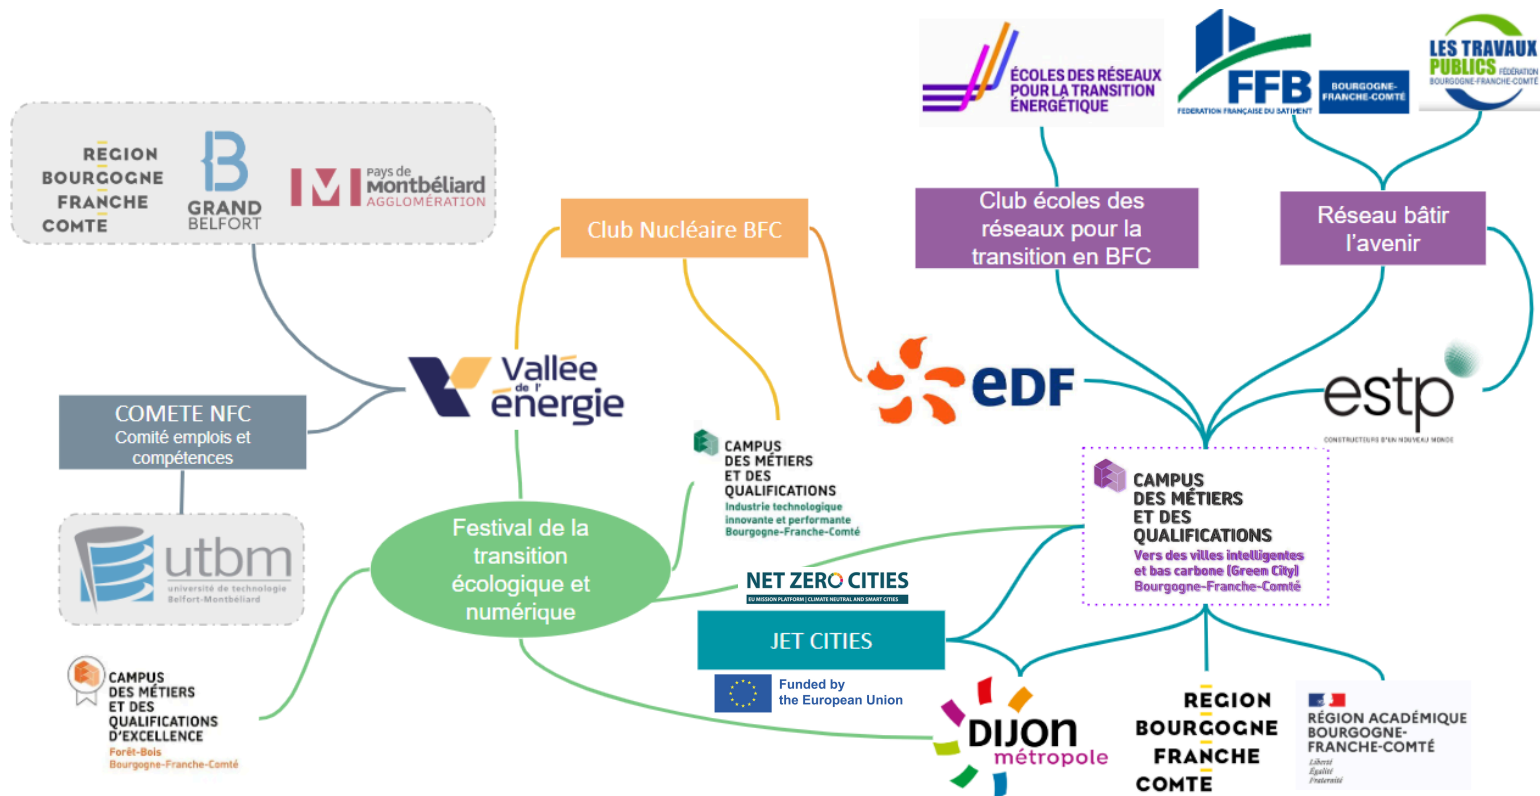 ÉCOLES DES RÉSEAUX
POUR LA TRANSITION
ÉNERGÉTIQUE
FFB
FEDERATION FRANÇAISE DU BATIMENT
BOURGOGNE-
FRANCHE-COMTÉ
LES TRAVAUX
PUBLICS FÉDÉRATION
BOURGOGNE-FRANCHE-COMTÉ
REGION
BOURGOGNE
FRANCHE
COMTE
B
GRAND
BELFORT
M
Pays de
Montbéliard
AGGLOMÉRATION
Club Nucléaire BFC
Club écoles des
réseaux pour la
transition en BFC
Réseau bâtir
l'avenir
Vallée
de l'
énergie
eDF
estp
CONSTRUCTEURS D'UN NOUVEAU MONDE
COMETE NFC
Comité emplois et
compétences
CAMPUS
DES MÉTIERS
ET DES
QUALIFICATIONS
Industrie technologique
innovante et performante
Bourgogne-Franche-Comté
CAMPUS
DES MÉTIERS
ET DES
QUALIFICATIONS
Vers des villes intelligentes
et bas carbone (Green City)
Bourgogne-Franche-Comté
utbm
université de technologie
Belfort-Montbéliard
Festival de la
transition
écologique et
numérique
NET ZERO CITIES
EU MISSION PLATFORM | CLIMATE NEUTRAL AND SMART CITIES
JET CITIES
Funded by
the European Union
CAMPUS
DES MÉTIERS
ET DES
QUALIFICATIONS
D'EXCELLENCE
Forêt-Bois
Bourgogne-Franche-Comté
DIJON
métropole
REGION
BOURGOGNE
FRANCHE
COMTE
RÉGION ACADÉMIQUE
BOURGOGNE-
FRANCHE-COMTÉ
Liberté
Égalité
Fraternité